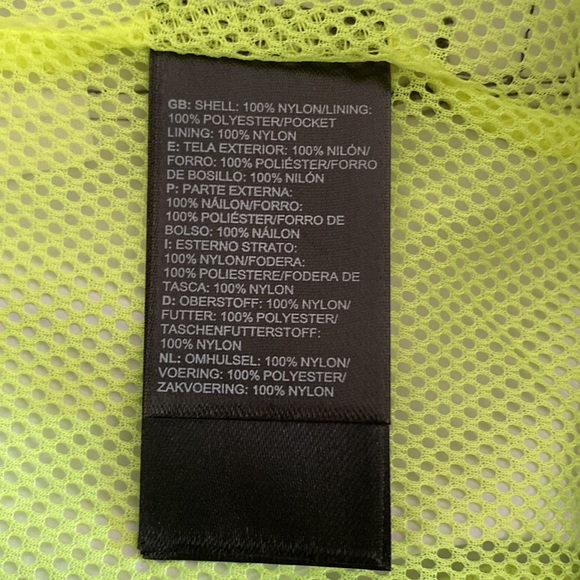 GB: SHELL: 100% NYLON/LINING:
100% POLYESTER/POCKET
LINING: 100% NYLON
E: TELA EXTERIOR: 100% NILÓN/
FORRO: 100% POLIÉSTER/FORRO
DE BOSILLO: 100% NILÓN
P: PARTE EXTERNA:
100% NÁILON/FORRO:
100% POLIÉSTER/FORRO DE
BOLSO: 100% NÁILON
I: ESTERNO STRATO:
100% NYLON/FODERA:
100% POLIESTERE/FODERA DE
TASCA: 100% NYLON
D: OBERSTOFF: 100% NYLON/
FUTTER: 100% POLYESTER/
TASCHENFUTTERSTOFF:
100% NYLON
NL: OMHULSEL: 100% NYLON/
VOERING: 100% POLYESTER/
ZAKVOERING: 100% NYLON